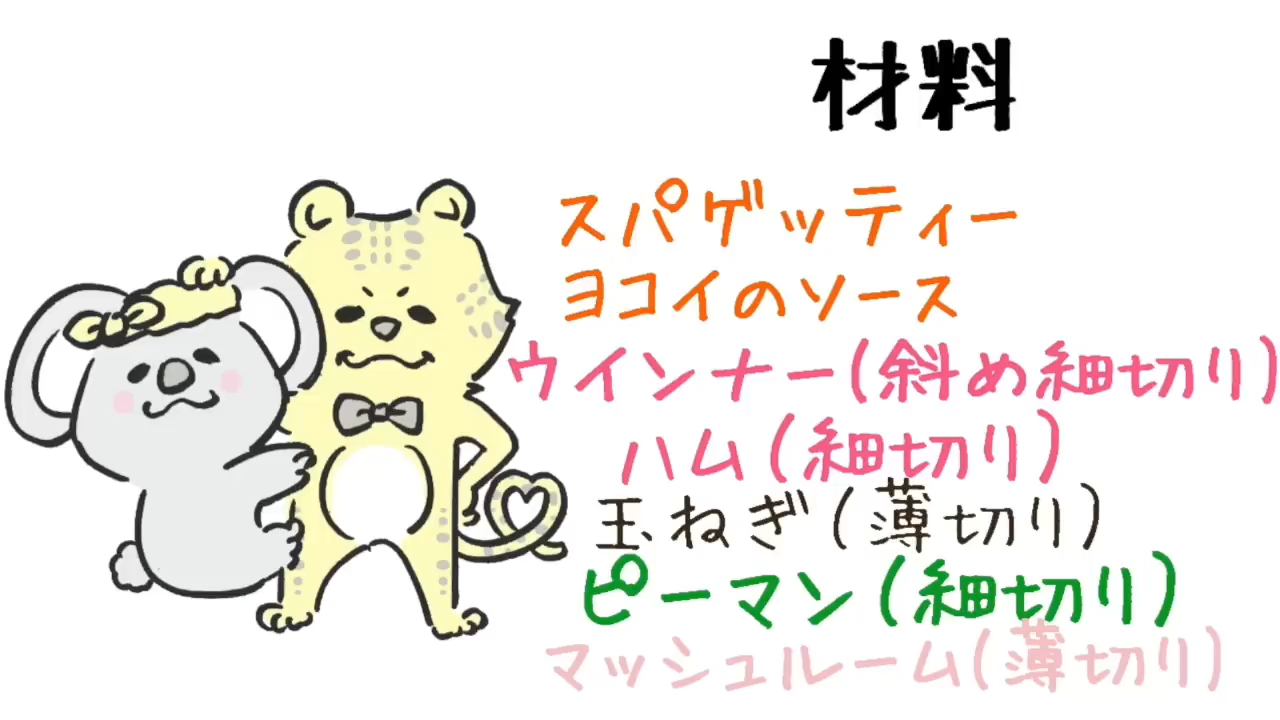 材料
スパゲッティー
ヨコイのソース
ウインナー(斜め細切り)
ハム(細切り)
玉ねぎ(薄切り)
ピーマン(細切り)
マッシュルーム(薄切り)